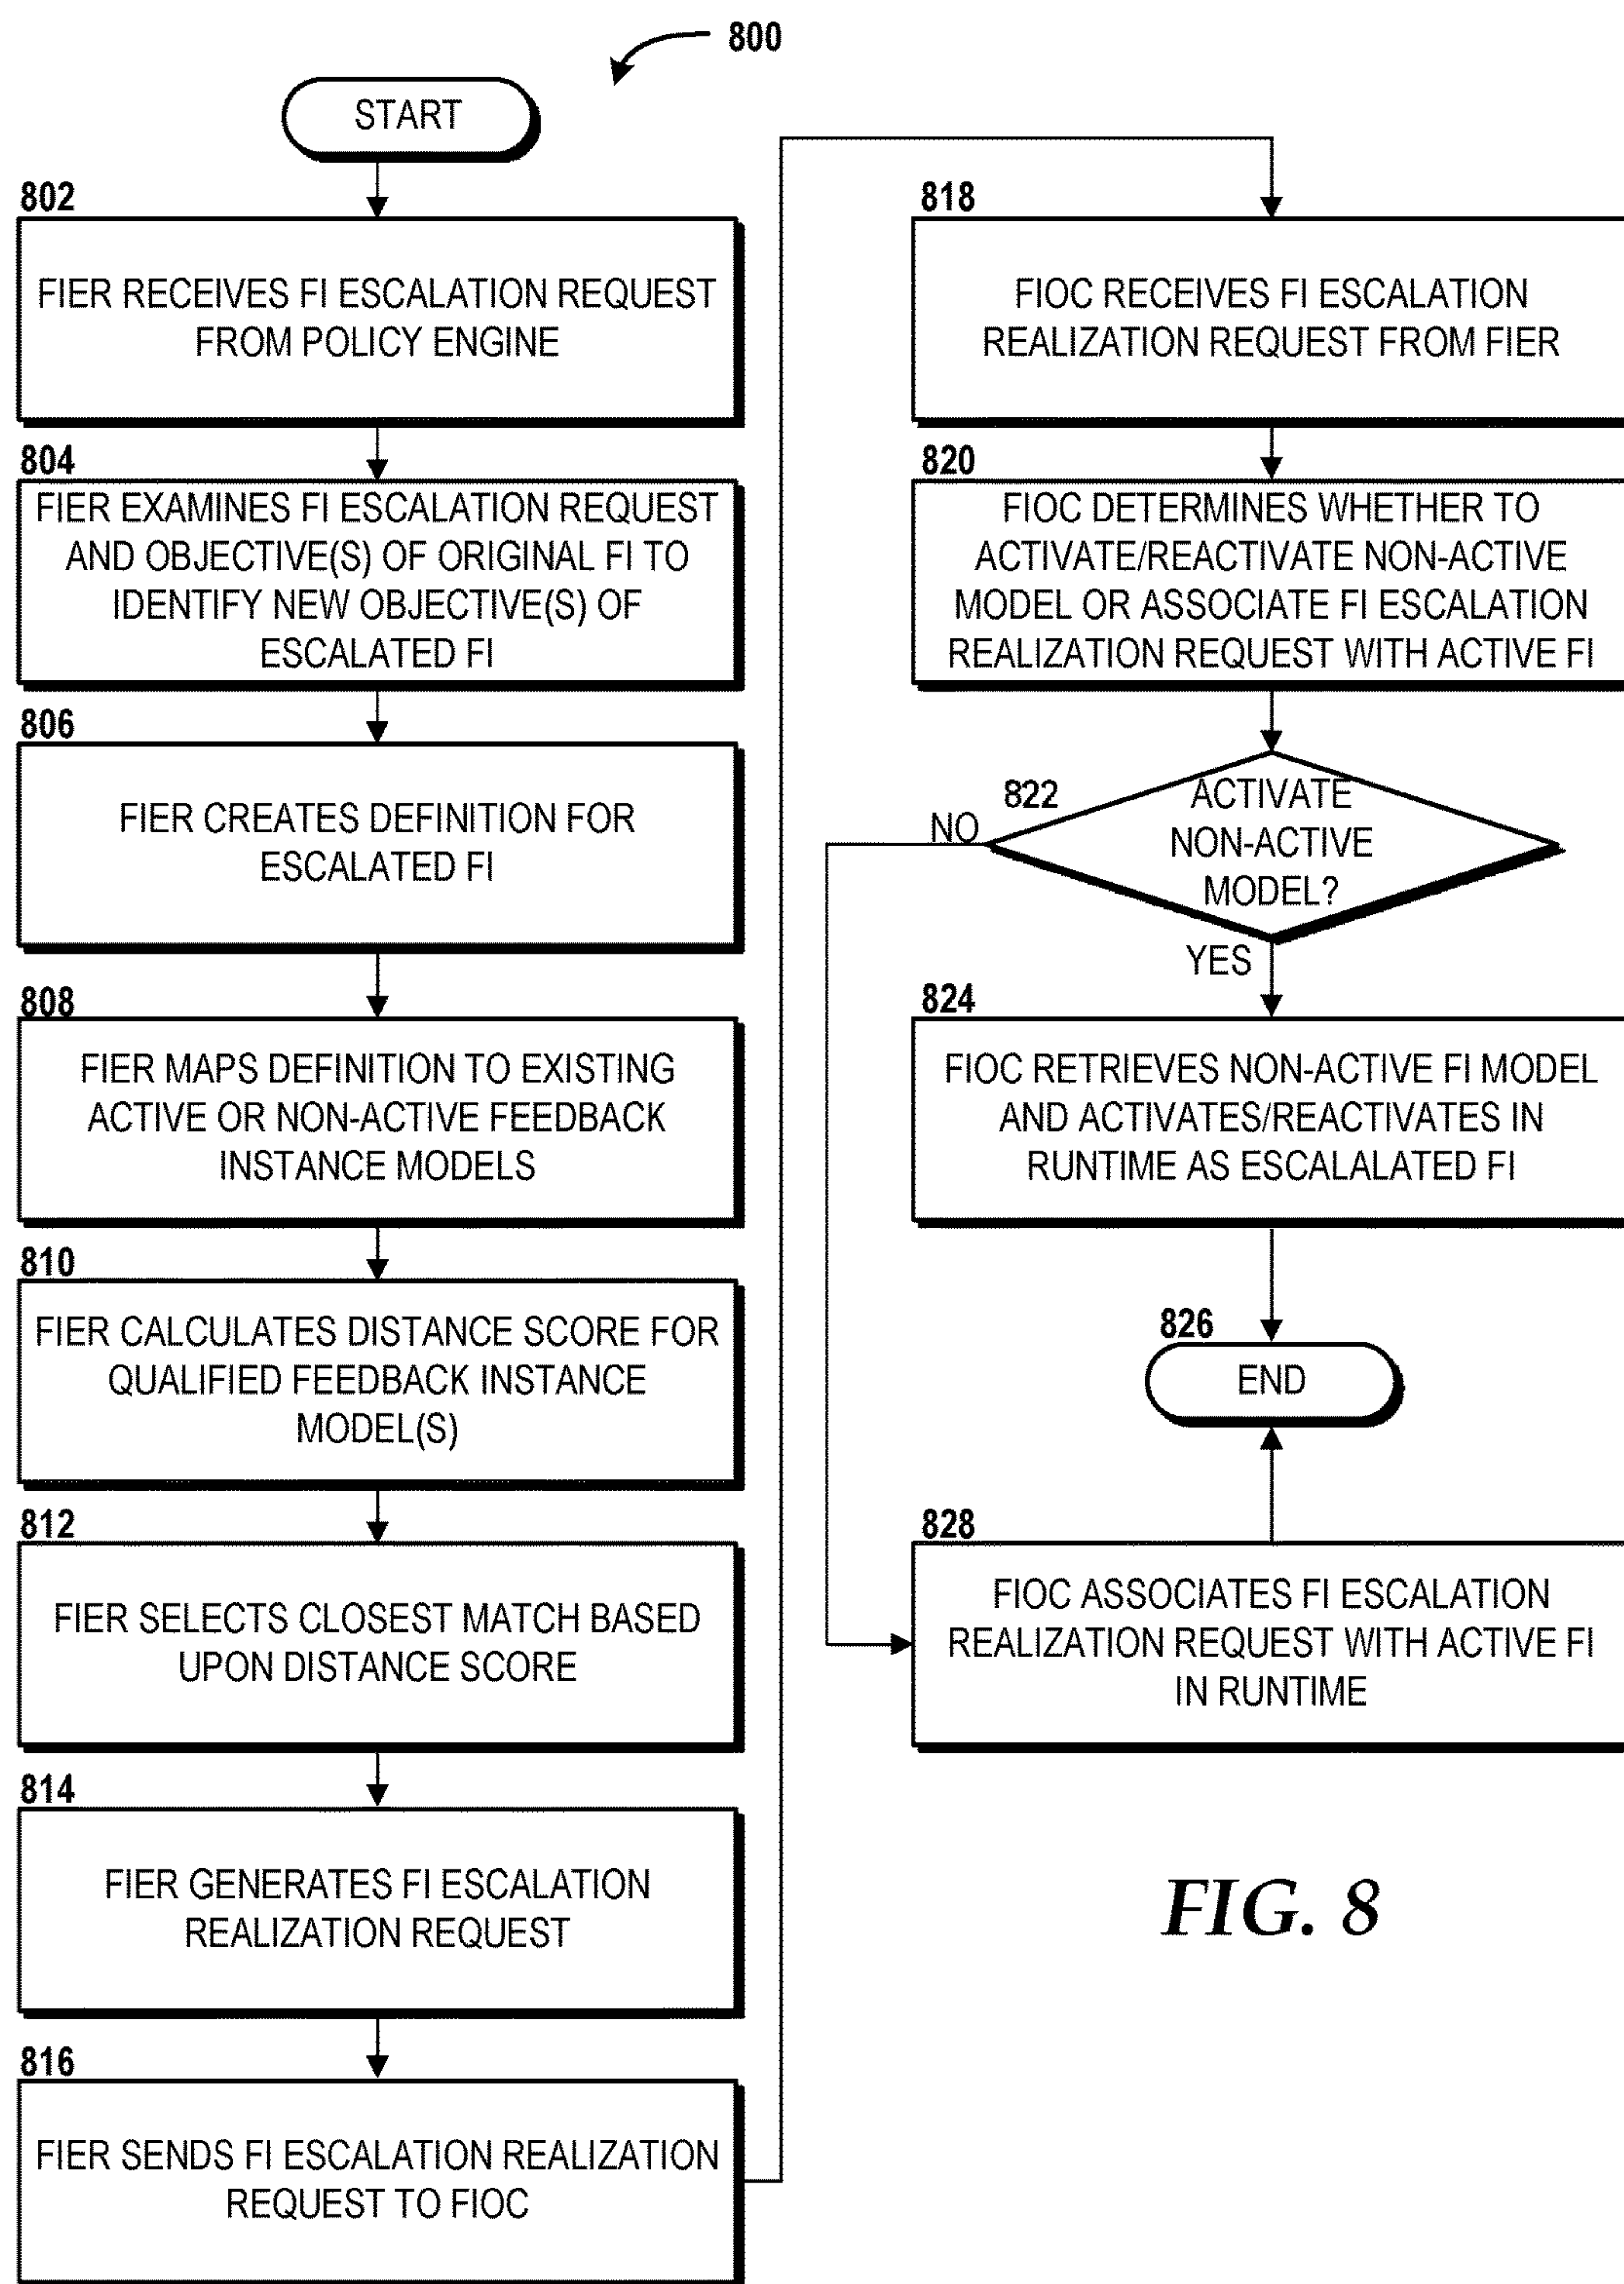 800
START
802
FIER RECEIVES FI ESCALATION REQUEST
FROM POLICY ENGINE
804
FIER EXAMINES FI ESCALATION REQUEST
AND OBJECTIVE(S) OF ORIGINAL FI TO
IDENTIFY NEW OBJECTIVE(S) OF
ESCALATED FI
806
FIER CREATES DEFINITION FOR
ESCALATED FI
808
FIER MAPS DEFINITION TO EXISTING
ACTIVE OR NON-ACTIVE FEEDBACK
INSTANCE MODELS
810
FIER CALCULATES DISTANCE SCORE FOR
QUALIFIED FEEDBACK INSTANCE
MODEL(S)
812
FIER SELECTS CLOSEST MATCH BASED
UPON DISTANCE SCORE
814
FIER GENERATES FI ESCALATION
REALIZATION REQUEST
816
FIER SENDS FI ESCALATION REALIZATION
REQUEST TO FIOC
818
FIOC RECEIVES FI ESCALATION
REALIZATION REQUEST FROM FIER
820
FIOC DETERMINES WHETHER TO
ACTIVATE/REACTIVATE NON-ACTIVE
MODEL OR ASSOCIATE FI ESCALATION
REALIZATION REQUEST WITH ACTIVE FI
822
ACTIVATE
NON-ACTIVE
MODEL?
NO
YES
824
FIOC RETRIEVES NON-ACTIVE FI MODEL
AND ACTIVATES/REACTIVATES IN
RUNTIME AS ESCALALATED FI
826
END
828
FIOC ASSOCIATES FI ESCALATION
REALIZATION REQUEST WITH ACTIVE FI
IN RUNTIME
FIG. 8